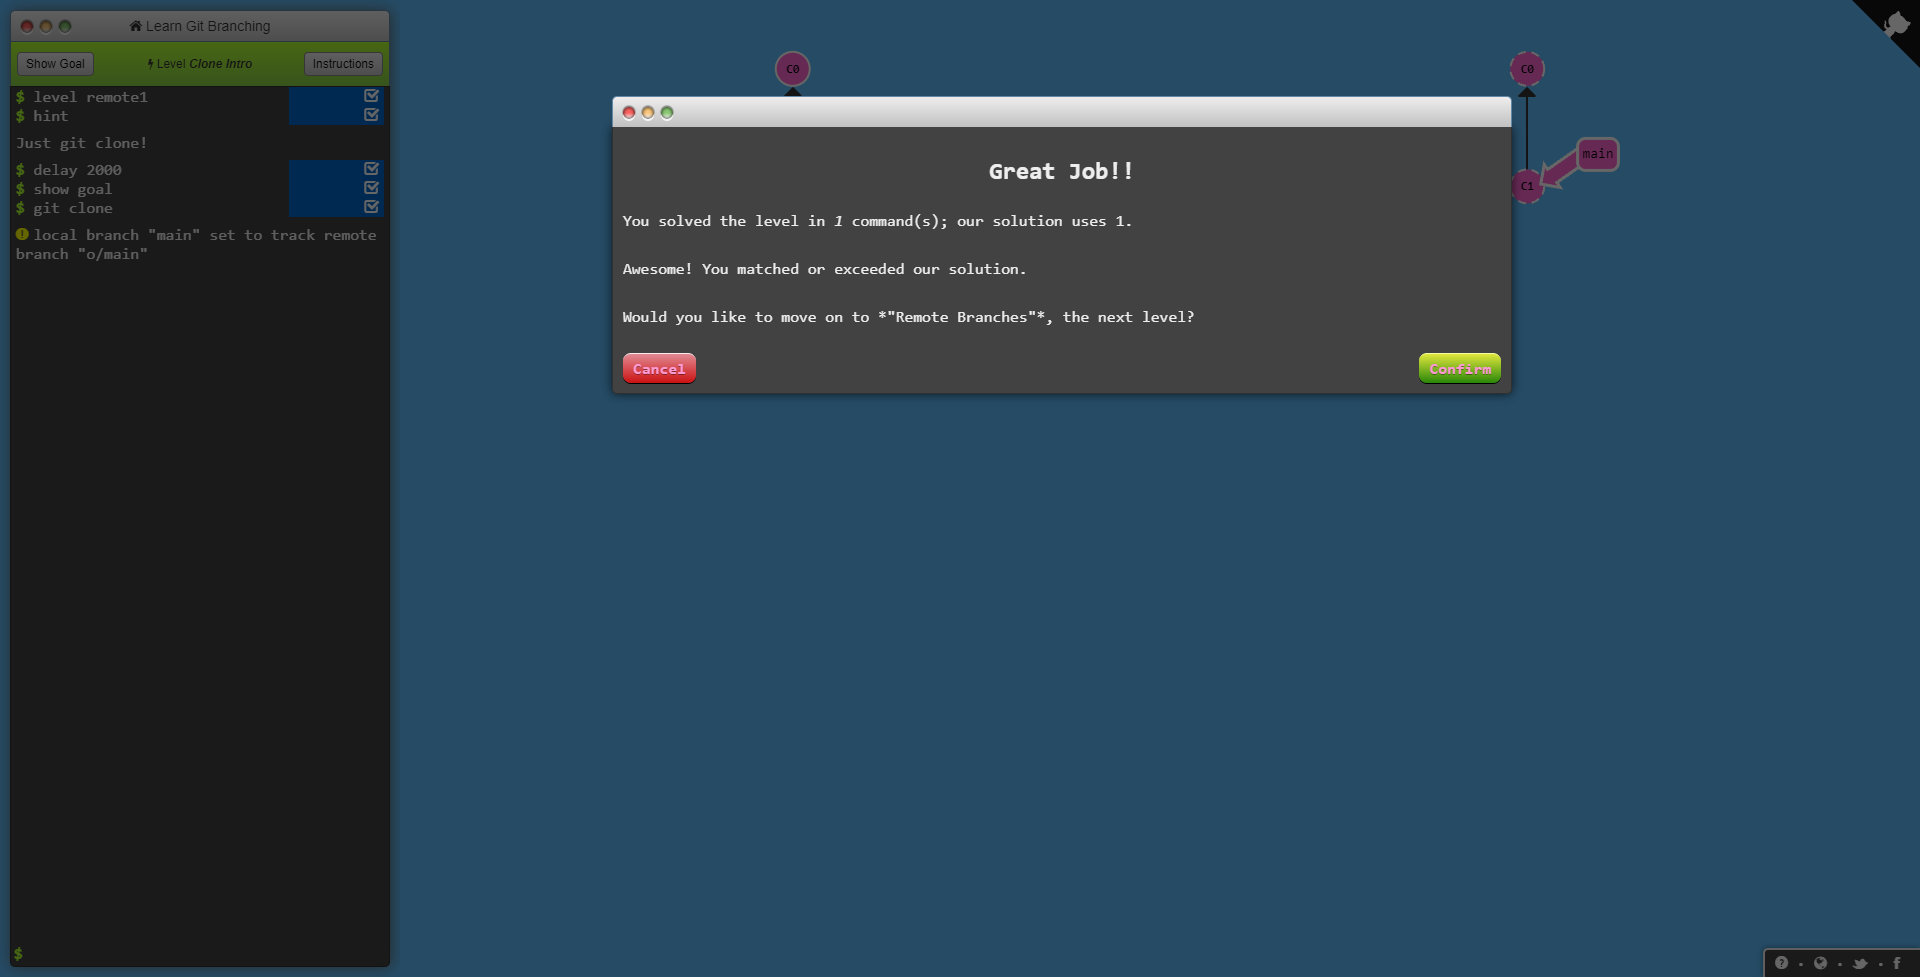 Learn Git Branching
Show Goal
Level Clone Intro
Instructions
$ level remote1
$ hint
Just git clone!
$ delay 2000
$ show goal
$ git clone
local branch "main" set to track remote
branch "o/main"
$
C0
C0
main
C1
Great Job!!
You solved the level in 1 command(s); our solution uses 1.
Awesome! You matched or exceeded our solution.
Would you like to move on to *"Remote Branches"*, the next level?
Cancel
Confirm